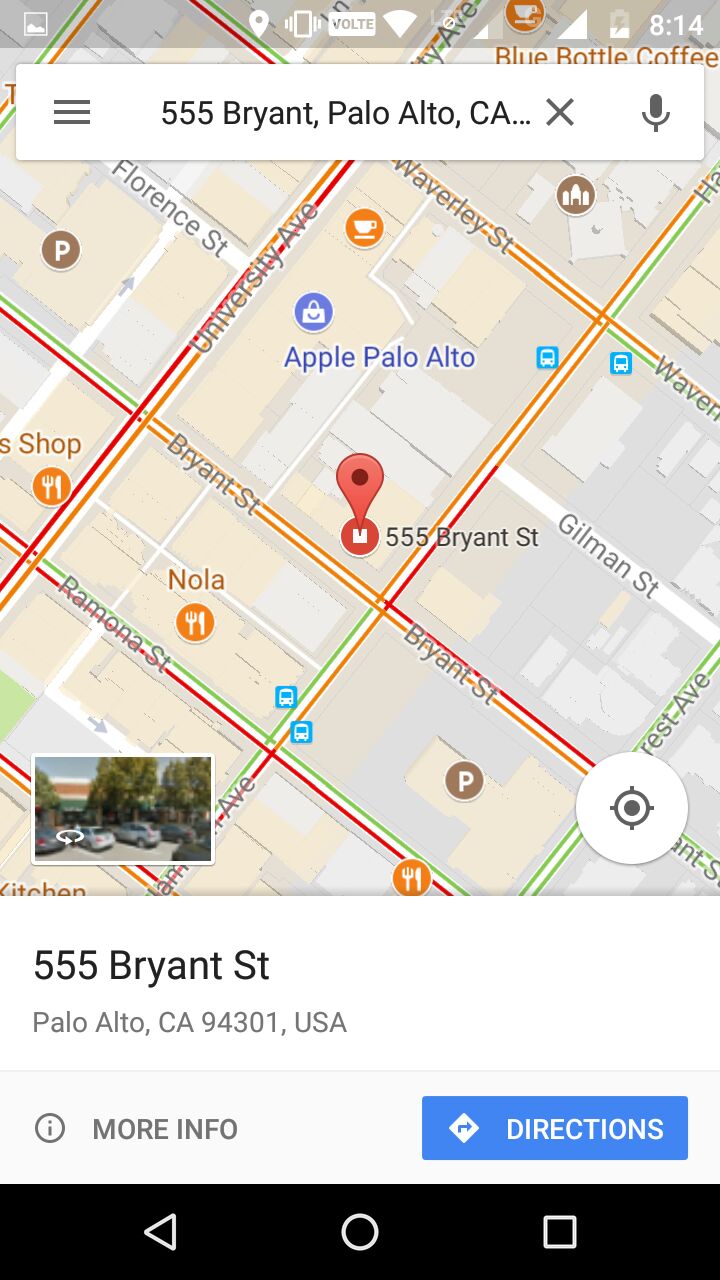 VOLTE
8:14
Blue Bottle Coffee
555 Bryant, Palo Alto, CA...
Florence St
Waverley St
P
University Ave
Apple Palo Alto
s Shop
Bryant St
555 Bryant St
Gilman St
Nola
Ramona St
Bryant St
P
Kitchen
555 Bryant St
Palo Alto, CA 94301, USA
MORE INFO
DIRECTIONS